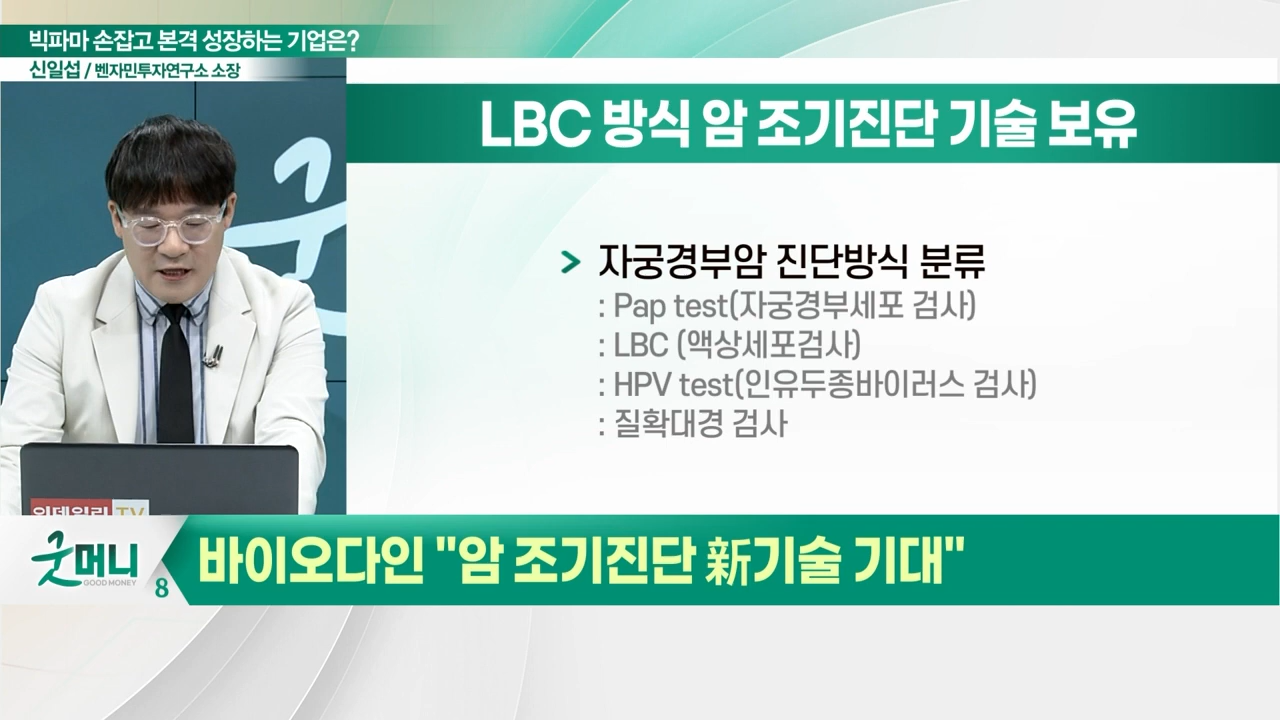 빅파마 손잡고 본격 성장하는 기업은?
신일섭 / 벤자민투자연구소 소장
LBC 방식 암 조기진단 기술 보유
> 자궁경부암 진단방식 분류
: Pap test(자궁경부세포 검사)
: LBC (액상세포검사)
: HPV test(인유두종바이러스 검사)
: 질확대경 검사
이데일리 TV
굿머니
GOOD MONEY
8
바이오다인 "암 조기진단 新기술 기대"